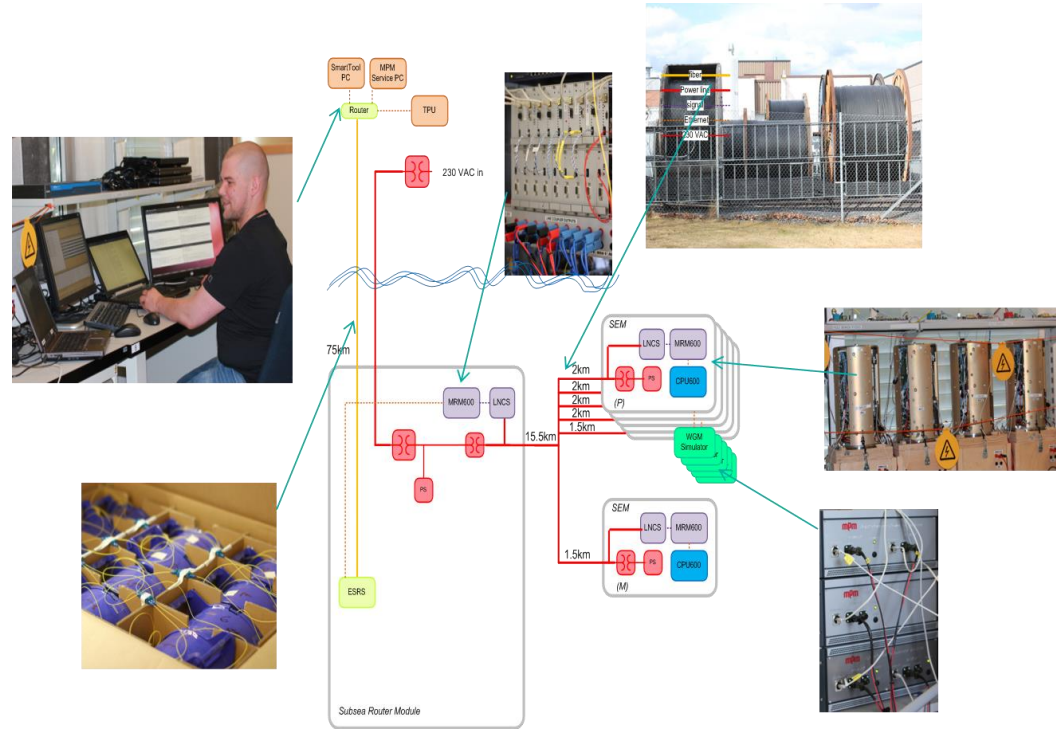 SmartTool
PC
MPM
Service PC
Router
TPU
230 VAC in
fiber
Power line
signal
Ethernet
230 VAC
75km
MRM600
LNCS
PS
ESRS
Subsea Router Module
15.5km
2km
2km
2km
2km
1.5km
1.5km
SEM
LNCS
MRM600
PS
CPU600
(P)
WGM
Simulator
SEM
LNCS
MRM600
PS
CPU600
(M)
mpm
mpm
mpm